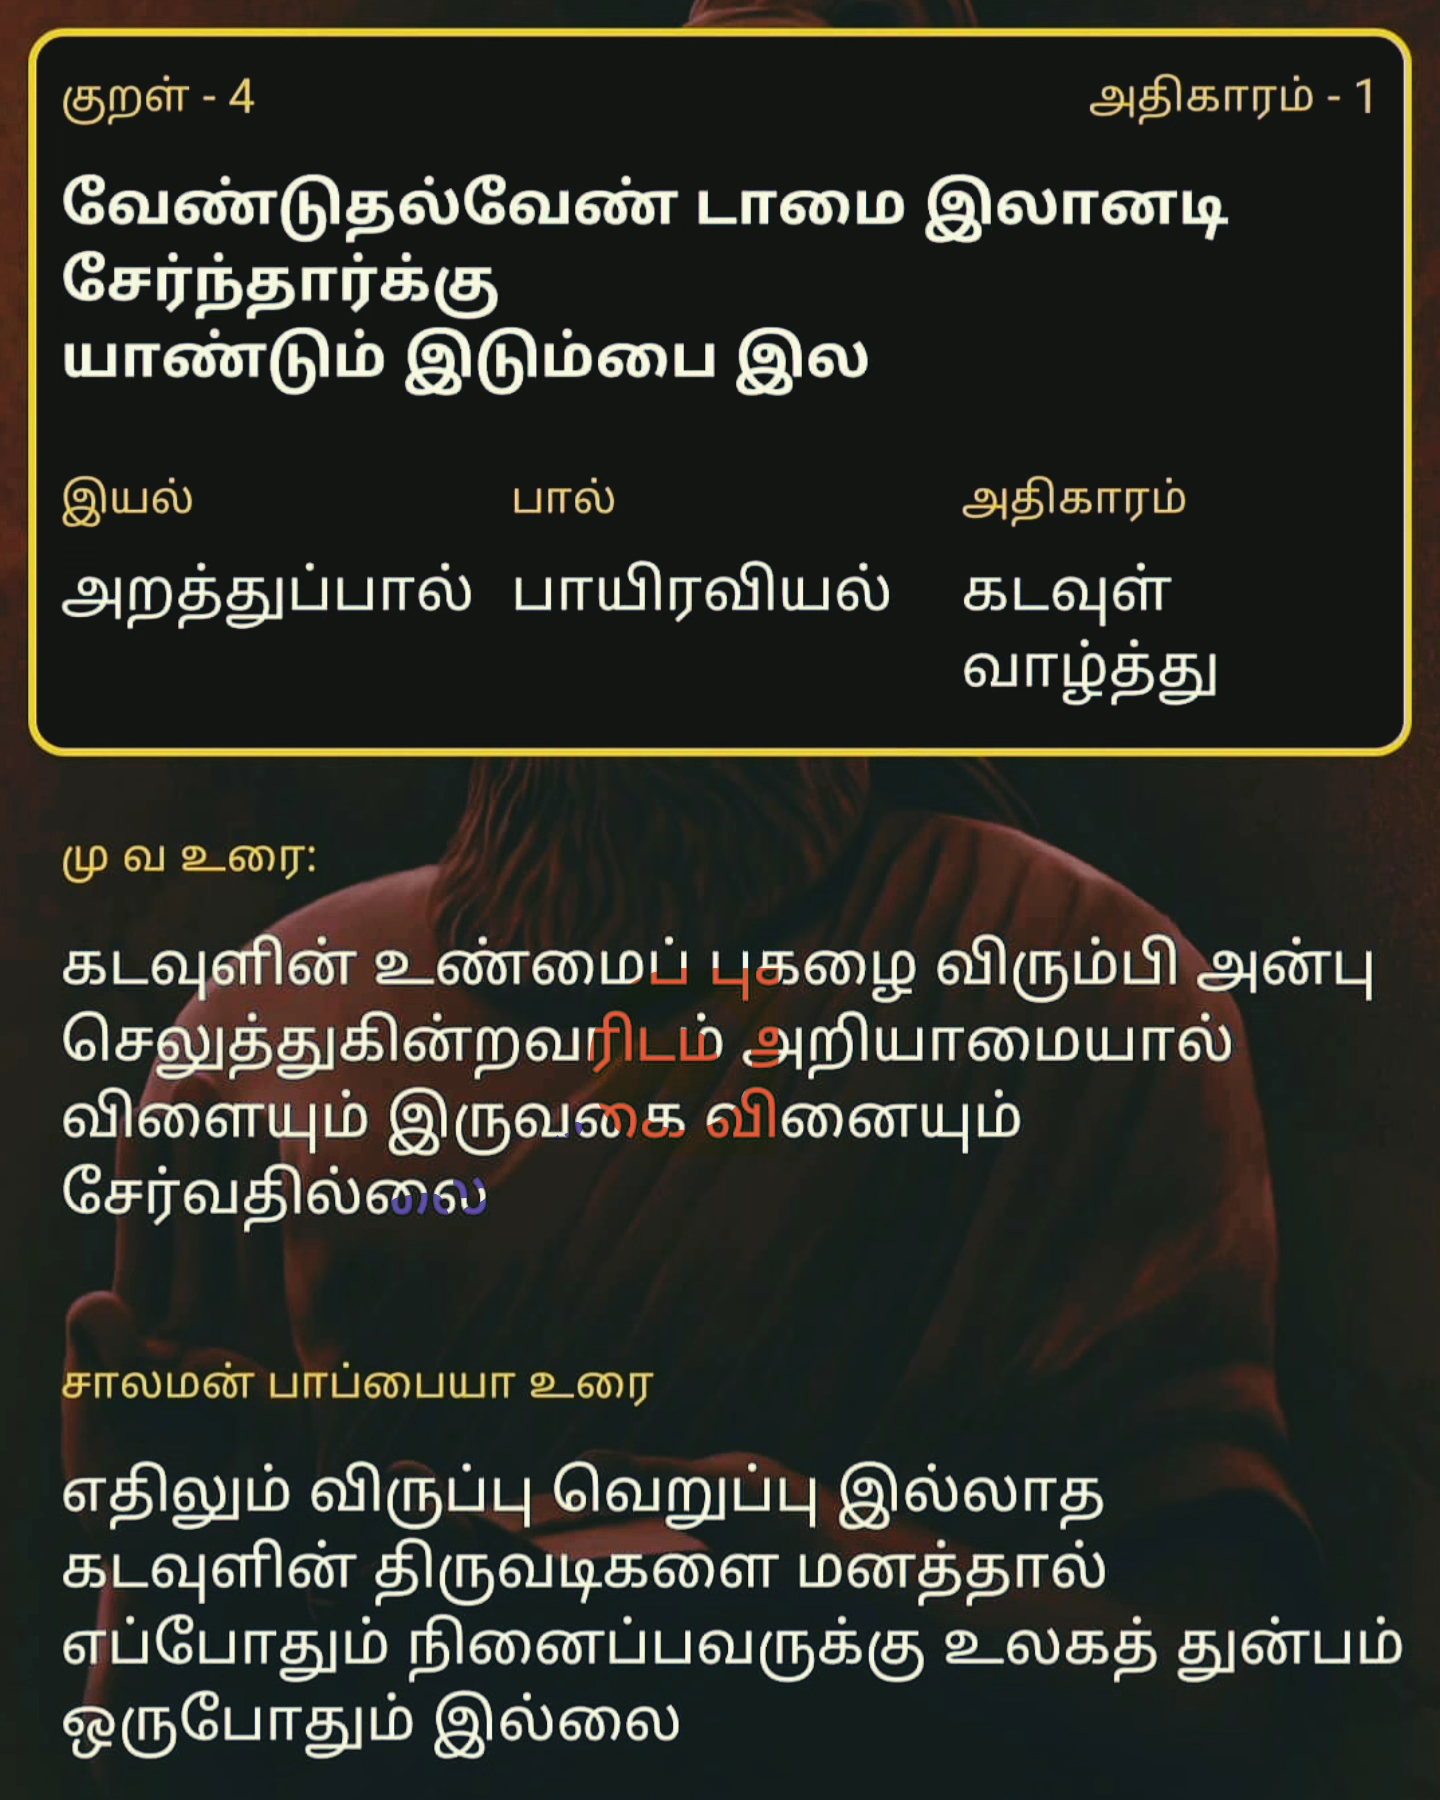 குறள் - 4
அதிகாரம் - 1
வேண்டுதல்வேண் டாமை இலானடி
சேர்ந்தார்க்கு
யாண்டும் இடும்பை இல
இயல்
பால்
அதிகாரம்
அறத்துப்பால்
பாயிரவியல்
கடவுள்
வாழ்த்து
மு வ உரை:
கடவுளின் உண்மைப் புகழை விரும்பி அன்பு
செலுத்துகின்றவரிடம் அறியாமையால்
விளையும் இருவகை வினையும்
சேர்வதில்லை
சாலமன் பாப்பையா உரை
எதிலும் விருப்பு வெறுப்பு இல்லாத
கடவுளின் திருவடிகளை மனத்தால்
எப்போதும் நினைப்பவருக்கு உலகத் துன்பம்
ஒருபோதும் இல்லை